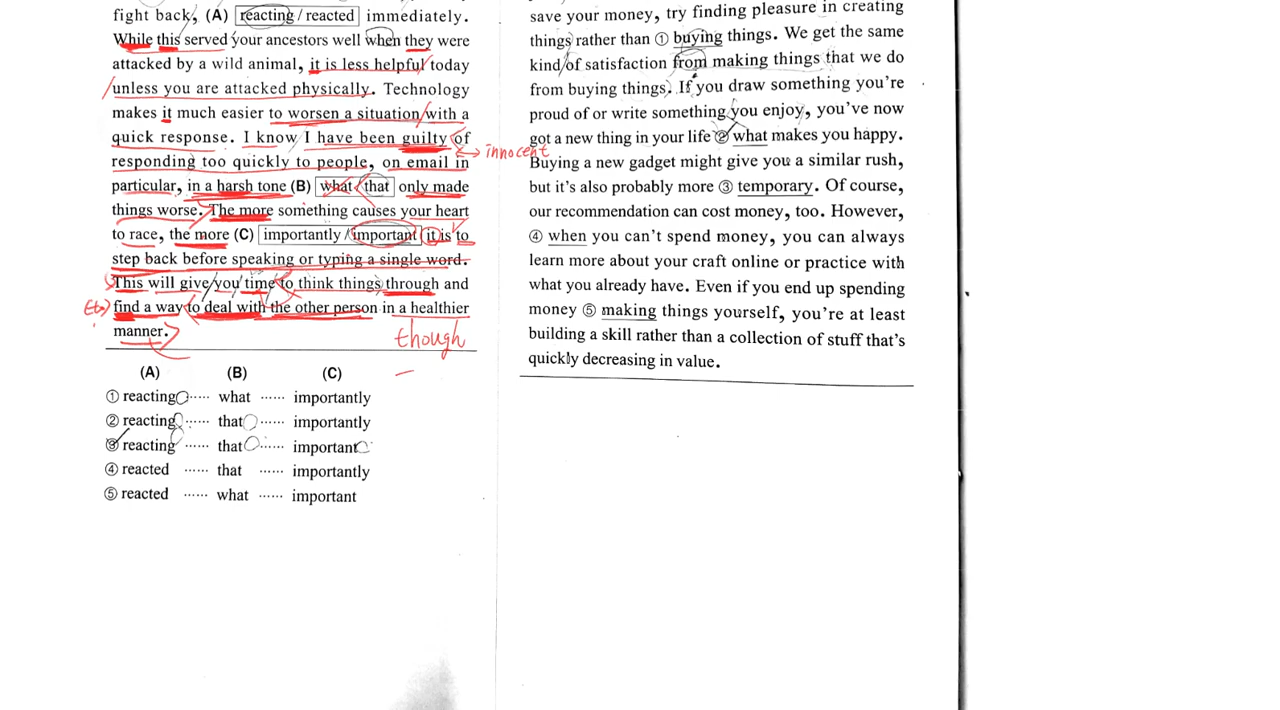 fight back, (A) reacting / reacted immediately.
While this served your ancestors well when they were
attacked by a wild animal, it is less helpful today
unless you are attacked physically. Technology
makes it much easier to worsen a situation with a
quick response. I know I have been guilty of
innocent
responding too quickly to people, on email in
particular, in a harsh tone (B) what / that only made
things worse. The more something causes your heart
to race, the more (C) importantly / important it is to
step back before speaking or typing a single word.
This will give you time to think things through and
find a way to deal with the other person in a healthier
manner.
though
(A) (B) (C)
① reacting ...... what ...... importantly
② reacting ...... that ...... importantly
③ reacting ...... that ...... important
④ reacted ...... that ...... importantly
⑤ reacted ...... what ...... important
save your money, try finding pleasure in creating
things rather than ① buying things. We get the same
kind of satisfaction from making things that we do
from buying things. If you draw something you're
proud of or write something you enjoy, you've now
got a new thing in your life ② what makes you happy.
Buying a new gadget might give you a similar rush,
but it's also probably more ③ temporary. Of course,
our recommendation can cost money, too. However,
④ when you can't spend money, you can always
learn more about your craft online or practice with
what you already have. Even if you end up spending
money ⑤ making things yourself, you're at least
building a skill rather than a collection of stuff that's
quickly decreasing in value.